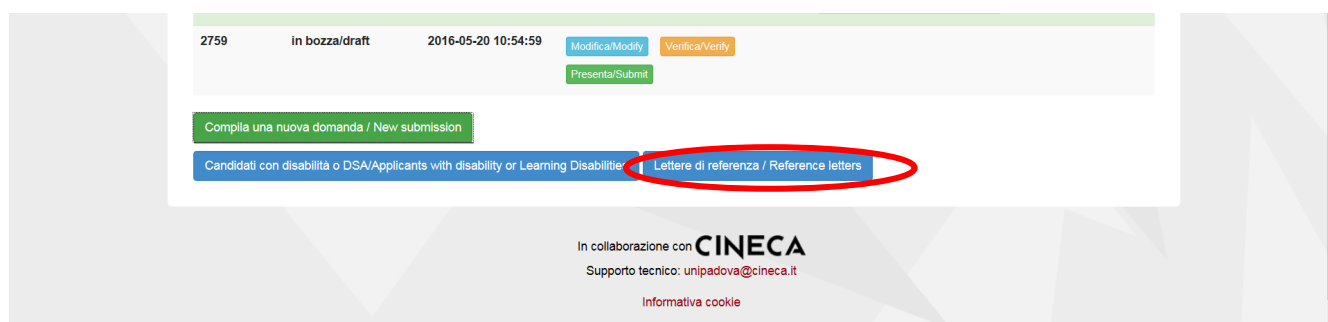 2759 in bozza/draft 2016-05-20 10:54:59 Modifica/Modify Verifica/Verify
Presenta/Submit
Compila una nuova domanda / New submission
Candidati con disabilità o DSA/Applicants with disability or Learning Disabilities Lettere di referenza / Reference letters
In collaborazione con CINECA
Supporto tecnico: unipadova@cineca.it
Informativa cookie